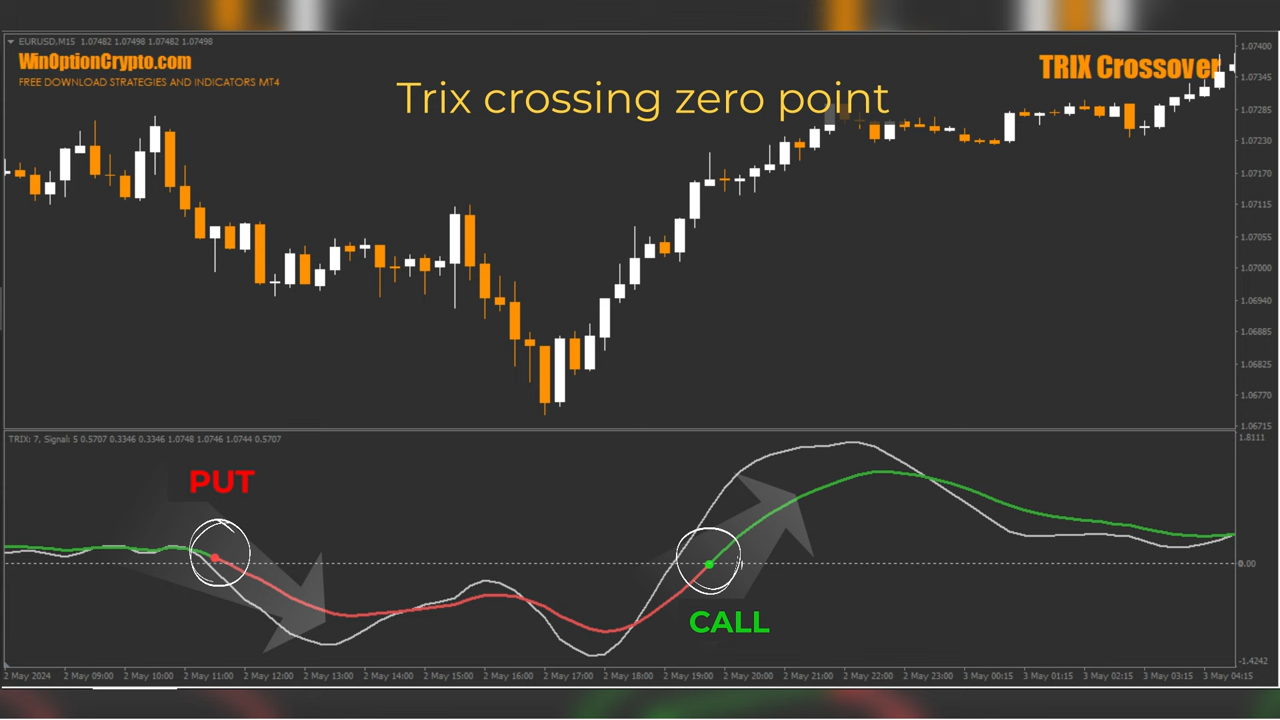 EURUSD,M15 1.07482 1.07498 1.07482 1.07498
WinOptionCrypto.com
FREE DOWNLOAD STRATEGIES AND INDICATORS MT4
Trix crossing zero point
TRIX Crossover
1.07400
1.07345
1.07285
1.07230
1.07170
1.07115
1.07055
1.07000
1.06940
1.06885
1.06825
1.06770
1.06715
TRIX: 7, Signal: 5 0.5707 0.3346 0.3346 1.0748 1.0746 1.0744 0.5707
1.8111
PUT
0.00
CALL
-1.4242
2 May 2024 2 May 09:00 2 May 10:00 2 May 11:00 2 May 12:00 2 May 13:00 2 May 14:00 2 May 15:00 2 May 16:00 2 May 17:00 2 May 18:00 2 May 19:00 2 May 20:00 2 May 21:00 2 May 22:00 2 May 23:00 3 May 00:15 3 May 01:15 3 May 02:15 3 May 03:15 3 May 04:15